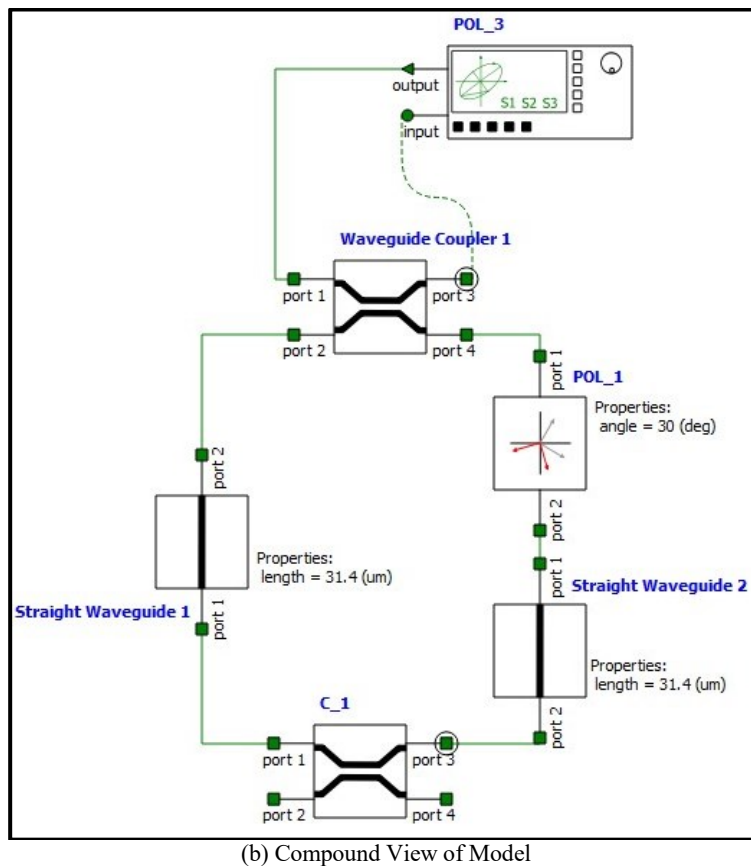 POL_3
output
S1 S2 S3
input
Waveguide Coupler 1
port 1
port 3
port 2
port 4
port 1
POL_1
Properties:
angle = 30 (deg)
port 2
port 2
port 1
Properties:
length = 31.4 (um)
Straight Waveguide 1
port 1
Straight Waveguide 2
Properties:
length = 31.4 (um)
port 2
C_1
port 1
port 3
port 2
port 4
(b) Compound View of Model